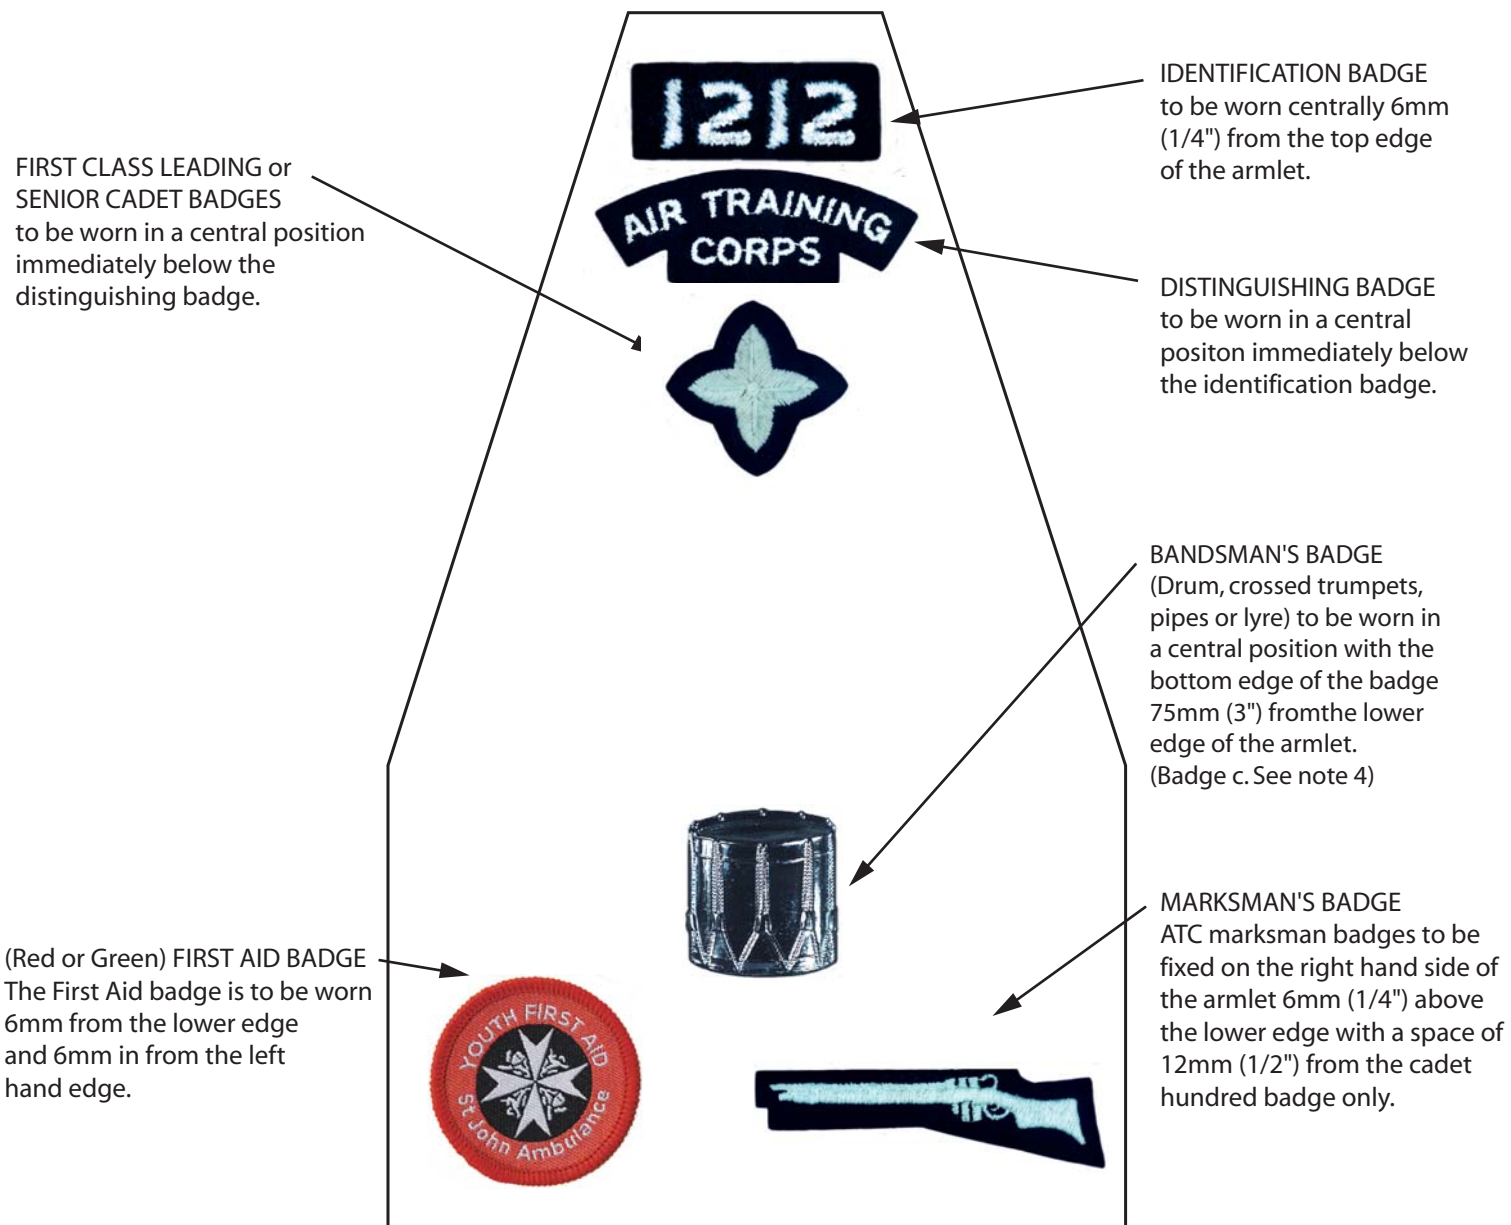 1212
AIR TRAINING
CORPS
IDENTIFICATION BADGE
to be worn centrally 6mm
(1/4") from the top edge
of the armlet.
FIRST CLASS LEADING or
SENIOR CADET BADGES
to be worn in a central position
immediately below the
distinguishing badge.
DISTINGUISHING BADGE
to be worn in a central
positon immediately below
the identification badge.
BANDSMAN'S BADGE
(Drum, crossed trumpets,
pipes or lyre) to be worn in
a central position with the
bottom edge of the badge
75mm (3") fromthe lower
edge of the armlet.
(Badge c. See note 4)
MARKSMAN'S BADGE
ATC marksman badges to be
fixed on the right hand side of
the armlet 6mm (1/4") above
the lower edge with a space of
12mm (1/2") from the cadet
hundred badge only.
(Red or Green) FIRST AID BADGE
The First Aid badge is to be worn
6mm from the lower edge
and 6mm in from the left
hand edge.
YOUTH FIRST AID
St John Ambulance